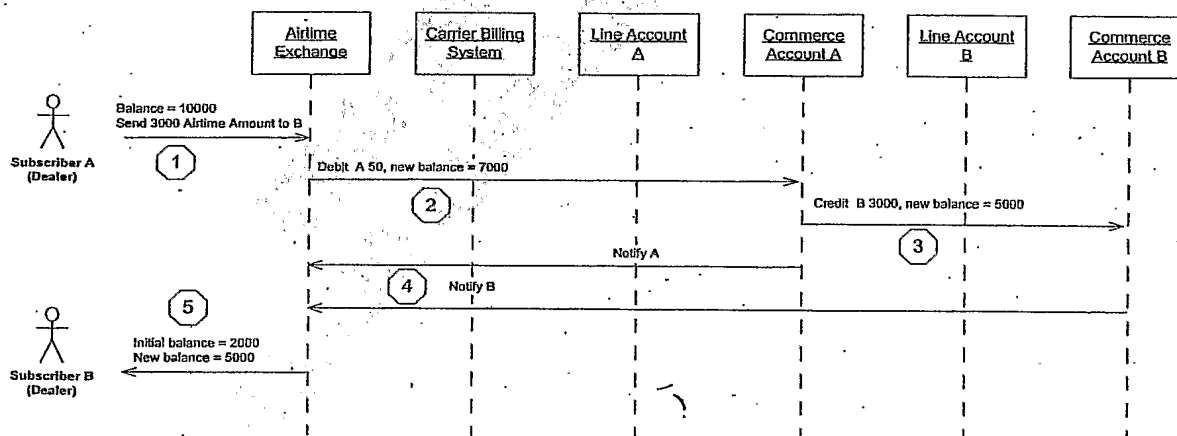 Airtime
Exchange
Carrier Billing
System
Line Account
A
Commerce
Account A
Line Account
B
Commerce
Account B
Balance = 10000
Send 3000 Airtime Amount to B
Subscriber A
(Dealer)
1
Debit A 50, new balance = 7000
2
Credit B 3000, new balance = 5000
3
Notify A
4
Notify B
5
Initial balance = 2000
New balance = 5000
Subscriber B
(Dealer)